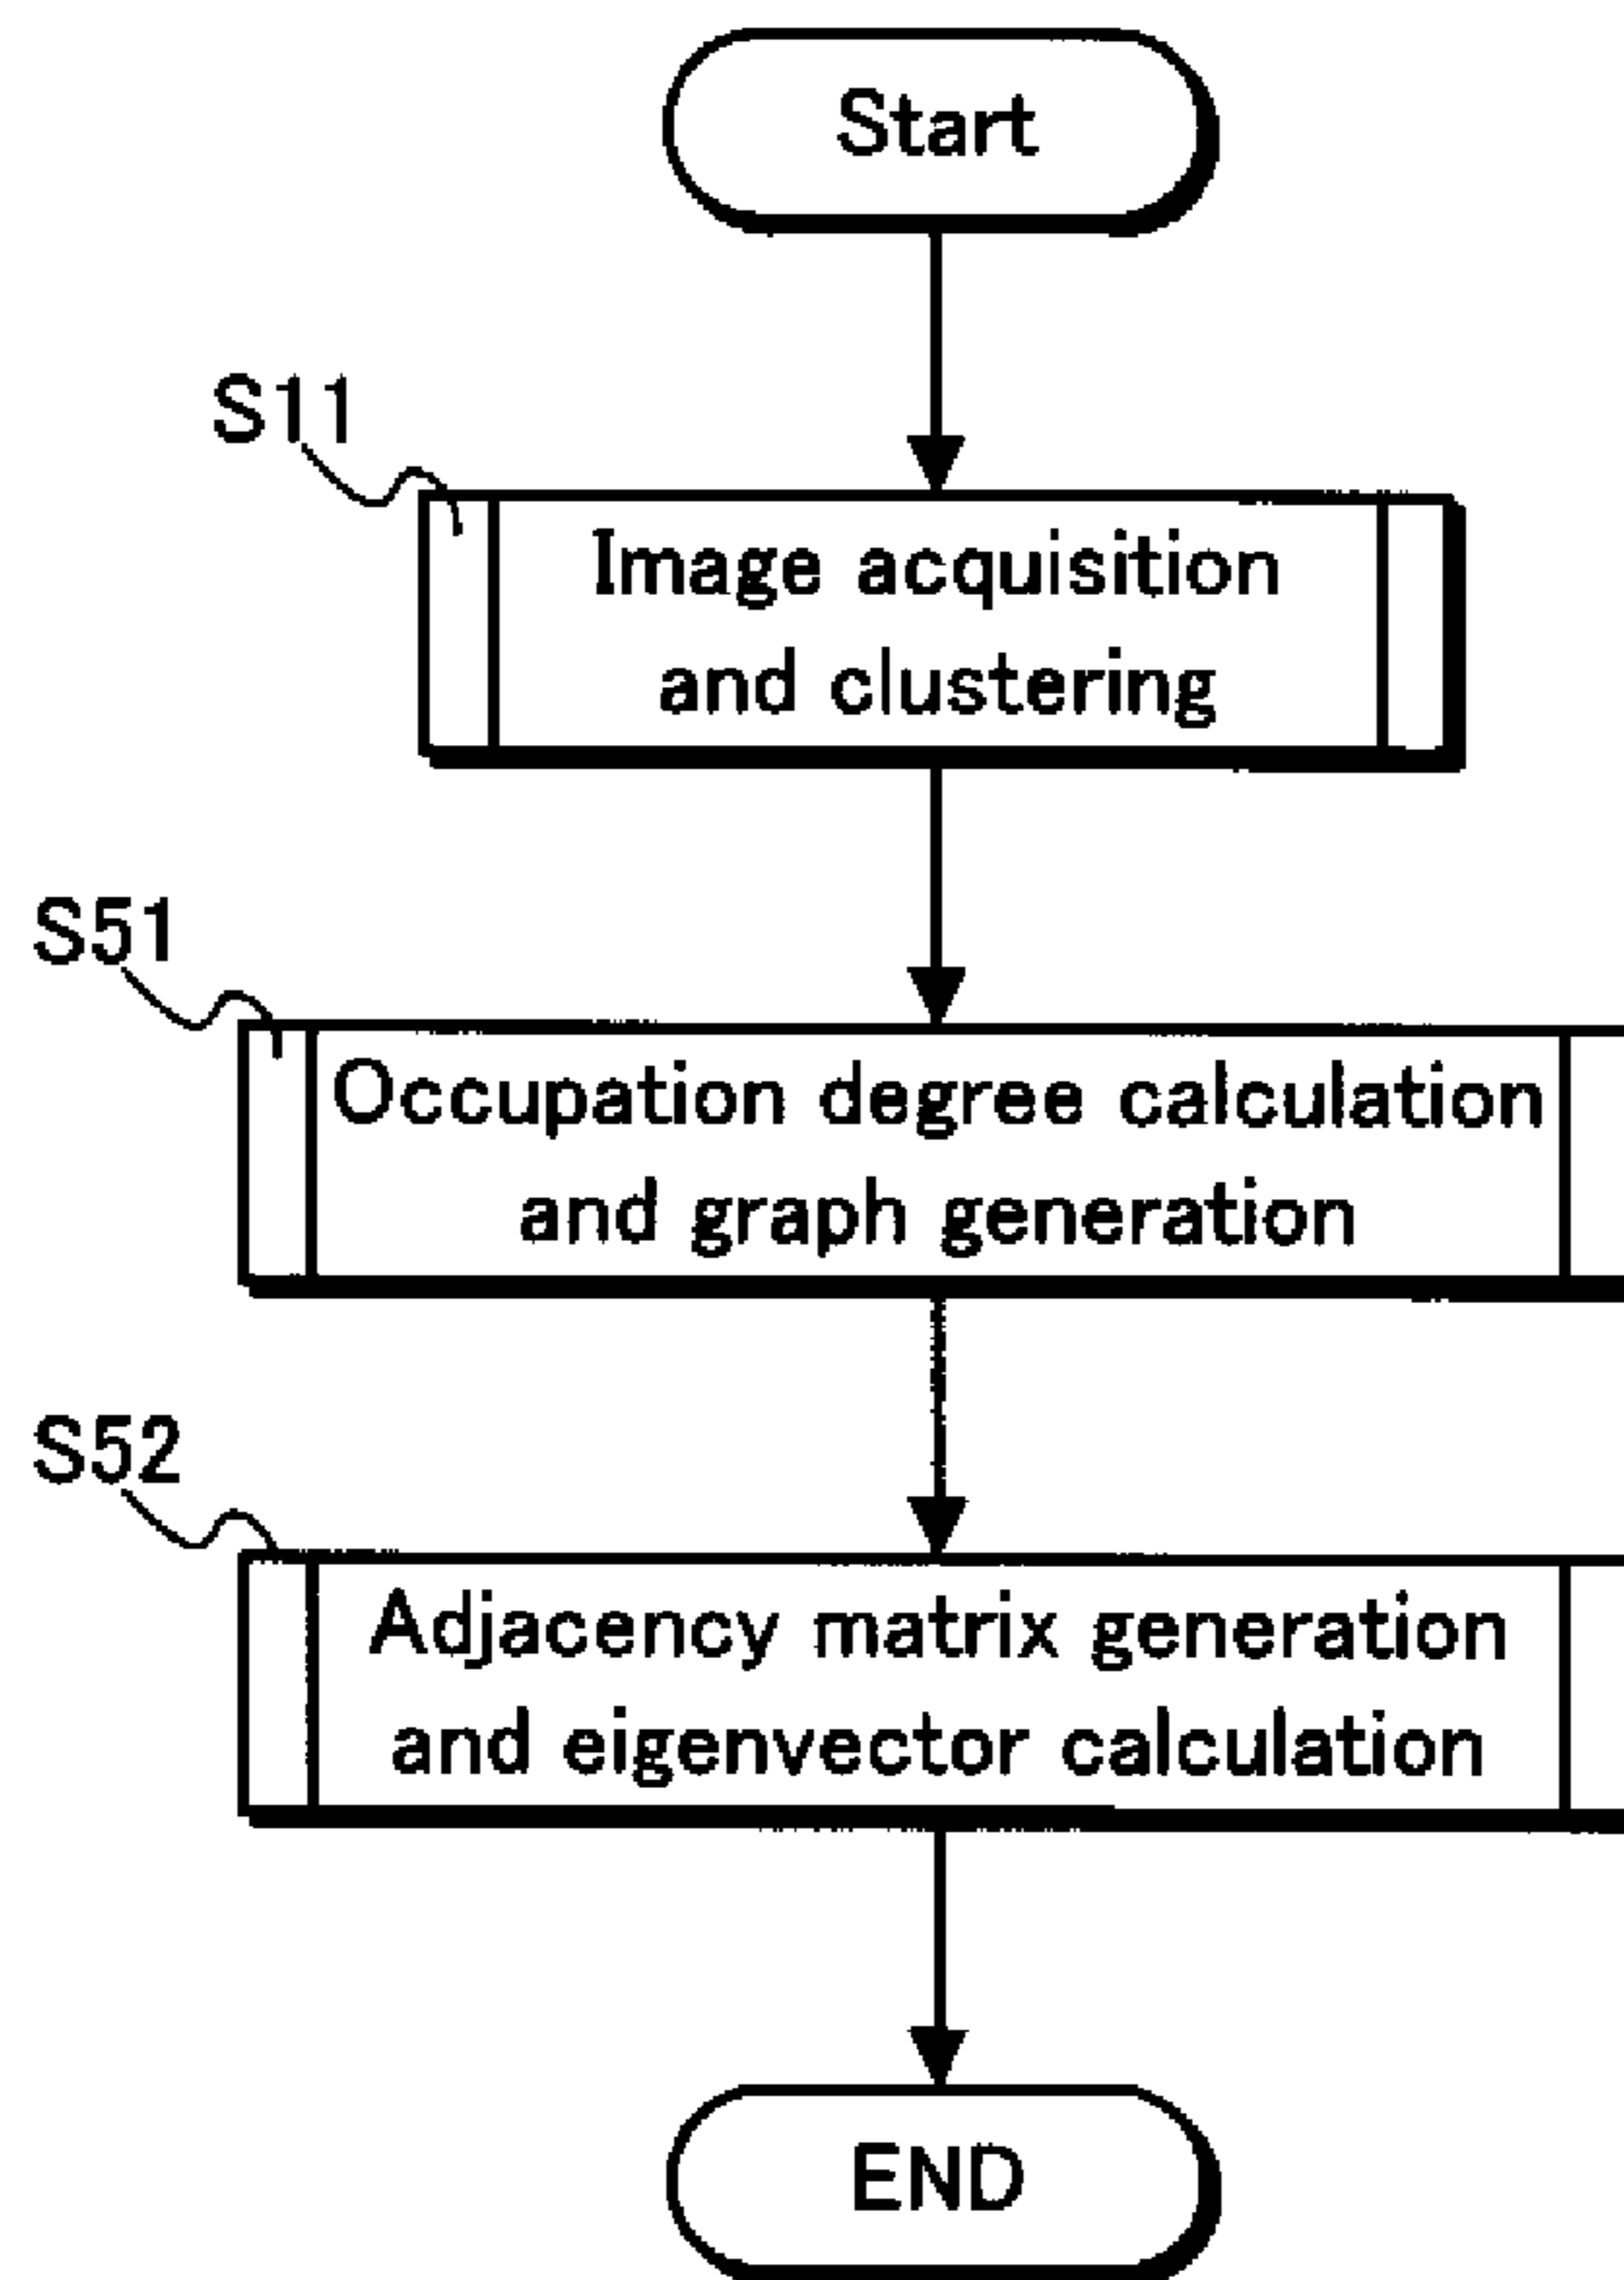 Start
S11
Image acquisition
and clustering
S51
Occupation degree calculation
and graph generation
S52
Adjacency matrix generation
and eigenvector calculation
END